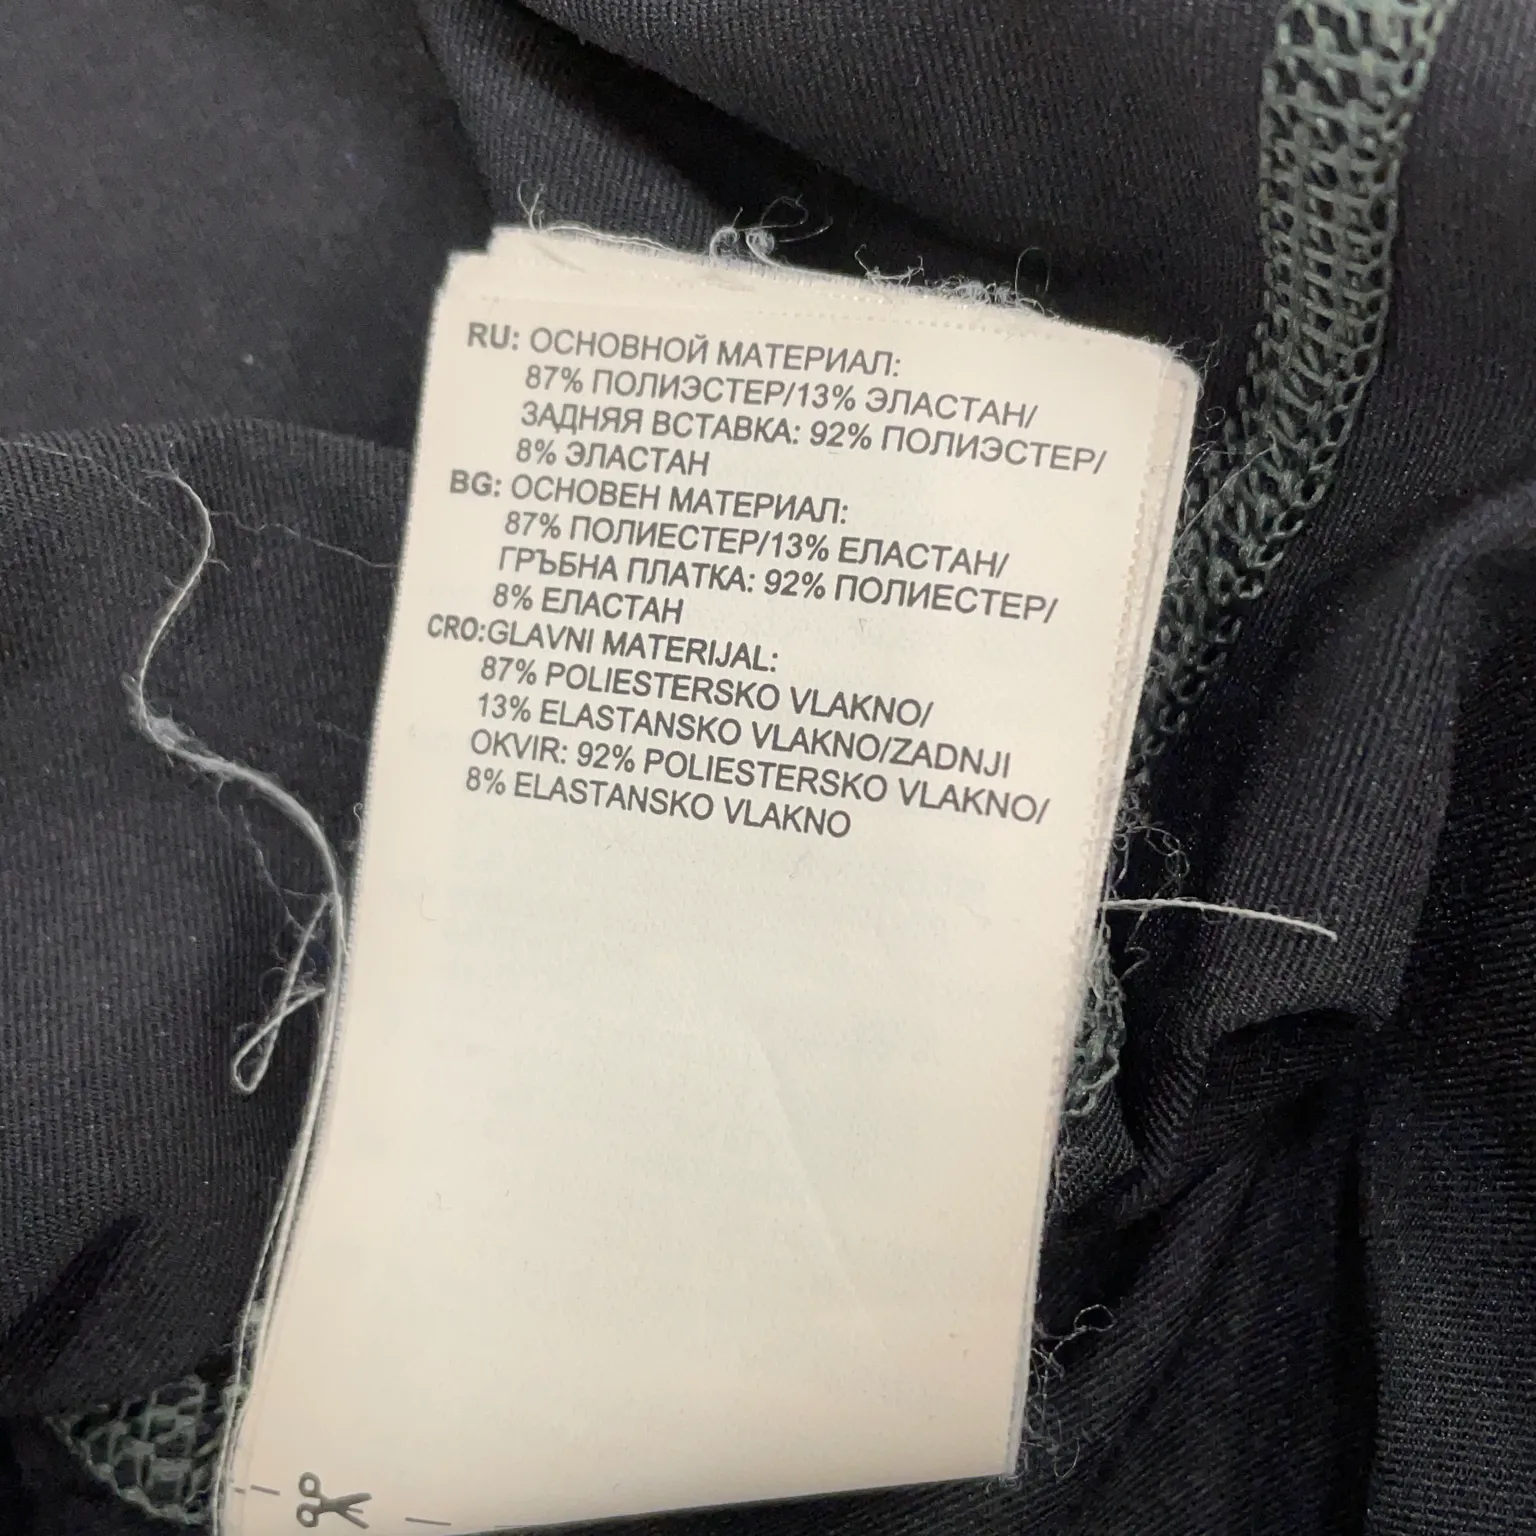 RU: ОСНОВНОЙ МАТЕРИАЛ:
87% ПОЛИЭСТЕР/13% ЭЛАСТАН/
ЗАДНЯЯ ВСТАВКА: 92% ПОЛИЭСТЕР/
8% ЭЛАСТАН
BG: ОСНОВЕН МАТЕРИАЛ:
87% ПОЛИЕСТЕР/13% ЕЛАСТАН/
ГРЪБНА ПЛАТКА: 92% ПОЛИЕСТЕР/
8% ЕЛАСТАН
CRO:GLAVNI MATERIJAL:
87% POLIESTERSKO VLAKNO/
13% ELASTANSKO VLAKNO/ZADNJI
OKVIR: 92% POLIESTERSKO VLAKNO/
8% ELASTANSKO VLAKNO